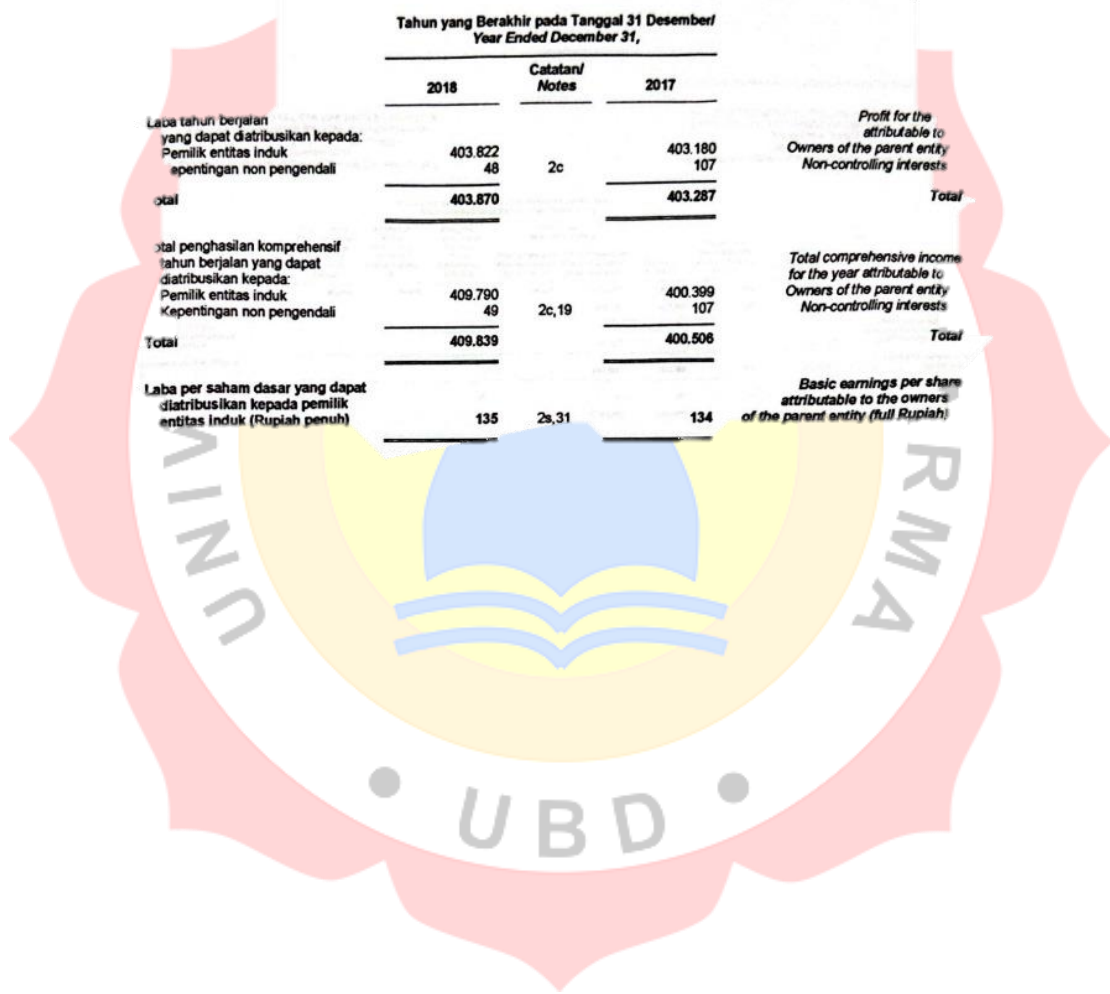 Tahun yang Berakhir pada Tanggal 31 Desember/
Year Ended December 31,
2018 Catatan/ Notes 2017
Laba tahun berjalan Profit for the
yang dapat diatribusikan kepada: attributable to
Pemilik entitas induk 403.822 403.180 Owners of the parent entity
epentingan non pengendali 48 2c 107 Non-controlling interests
otal 403.870 403.287 Total
otal penghasilan komprehensif
tahun berjalan yang dapat Total comprehensive income
diatribusikan kepada: for the year attributable to
Pemilik entitas induk 409.790 400.399 Owners of the parent entity
Kepentingan non pengendali 49 2c,19 107 Non-controlling interests
Total 409.839 400.506 Total
Laba per saham dasar yang dapat Basic earnings per share
diatribusikan kepada pemilik attributable to the owners
entitas induk (Rupiah penuh) 135 2s,31 134 of the parent entity (full Rupiah)
UNIV RMA
• UBD •